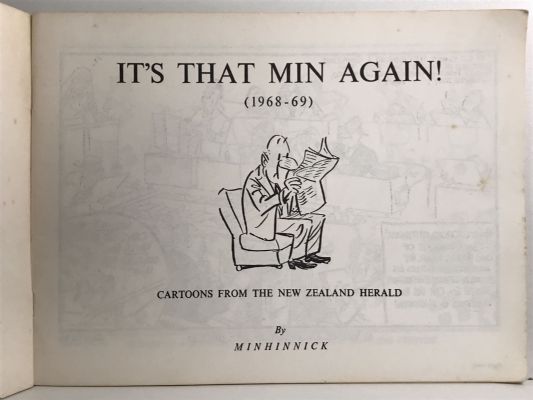 IT'S THAT MIN AGAIN!
(1968-69)
CARTOONS FROM THE NEW ZEALAND HERALD
By
MINHINNICK